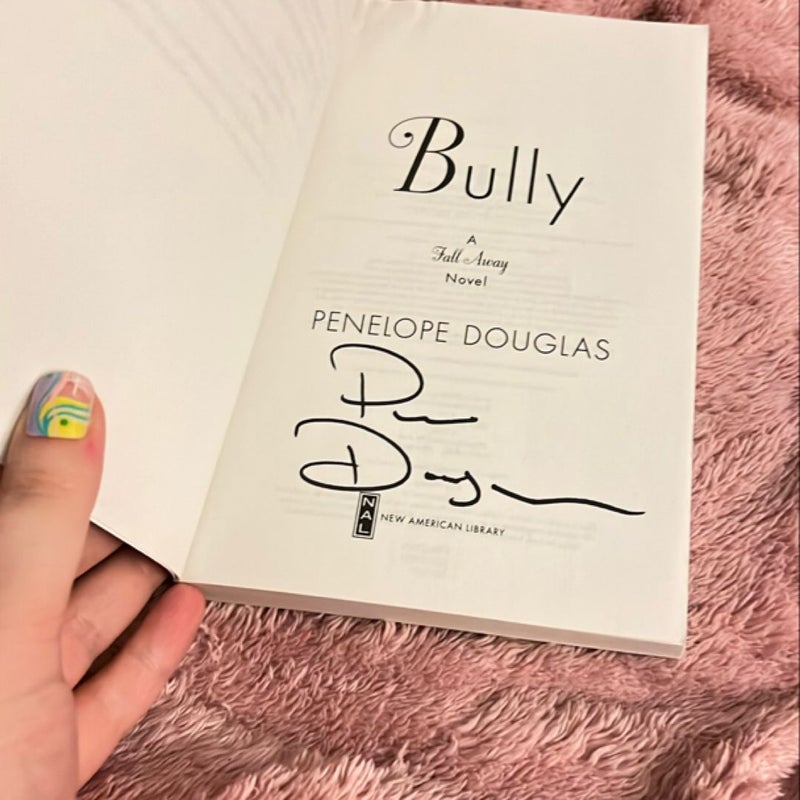 Bully
A
Fall Away
Novel
PENELOPE DOUGLAS
NAL
NEW AMERICAN LIBRARY